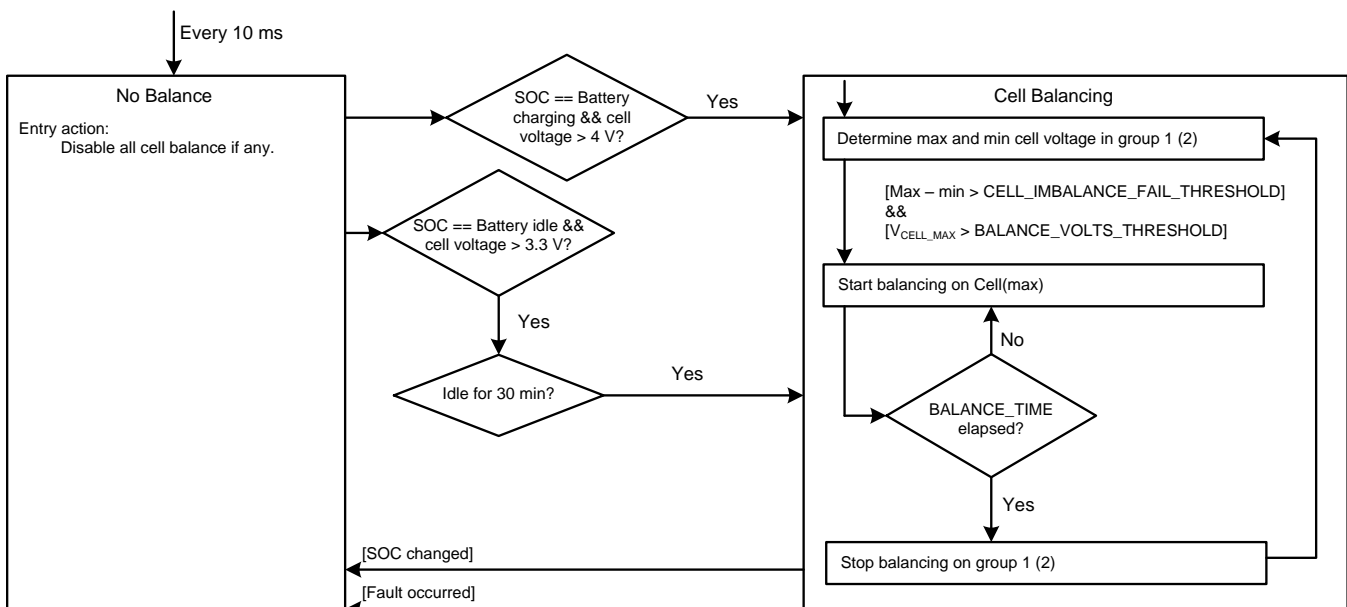 Every 10 ms
No Balance
Entry action:
Disable all cell balance if any.
SOC == Battery
charging && cell
voltage > 4 V?
Yes
SOC == Battery idle &&
cell voltage > 3.3 V?
Yes
Idle for 30 min?
Yes
[SOC changed]
[Fault occurred]
Cell Balancing
Determine max and min cell voltage in group 1 (2)
[Max – min > CELL_IMBALANCE_FAIL_THRESHOLD]
&&
[VCELL_MAX > BALANCE_VOLTS_THRESHOLD]
Start balancing on Cell(max)
No
BALANCE_TIME
elapsed?
Yes
Stop balancing on group 1 (2)